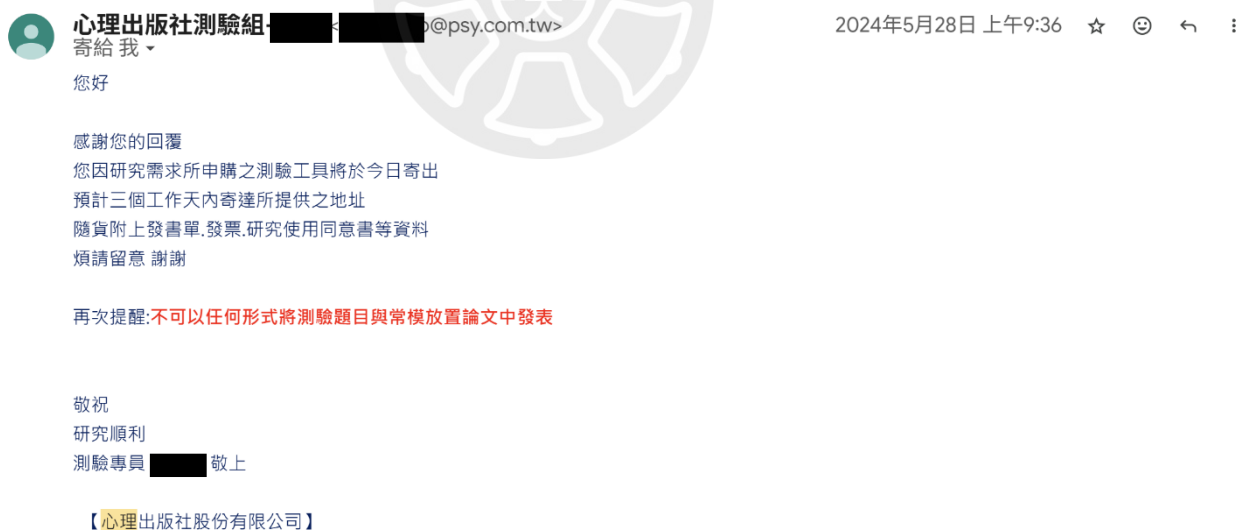 心理出版社測驗組- < o@psy.com.tw>
2024年5月28日 上午9:36
寄給 我
您好
感謝您的回覆
您因研究需求所申購之測驗工具將於今日寄出
預計三個工作天內寄達所提供之地址
隨貨附上發書單.發票.研究使用同意書等資料
煩請留意 謝謝
再次提醒:不可以任何形式將測驗題目與常模放置論文中發表
敬祝
研究順利
測驗專員 敬上
【心理出版社股份有限公司】